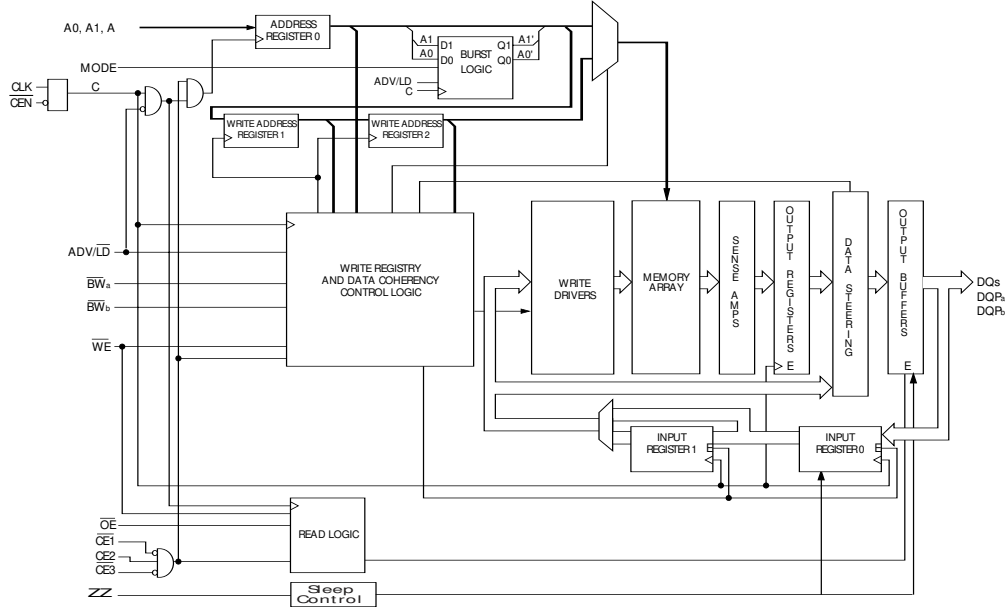 A0, A1, A
ADDRESS
REGISTER 0
MODE
CLK
CEN
C
A1
A0
D1
D0
BURST
LOGIC
Q1
Q0
A1'
A0'
ADV/LD
C
WRITE ADDRESS
REGISTER 1
WRITE ADDRESS
REGISTER 2
ADV/LD
BWa
BWb
WE
WRITE REGISTRY
AND DATA COHERENCY
CONTROL LOGIC
WRITE
DRIVERS
MEMORY
ARRAY
SENSE AMPS
OUTPUT REGISTERS
E
DATA STEERING
OUTPUT BUFFERS
E
DQs
DQPa
DQPb
INPUT
REGISTER 1
E
INPUT
REGISTER 0
E
OE
CE1
CE2
CE3
READ LOGIC
ZZ
Sleep
Control